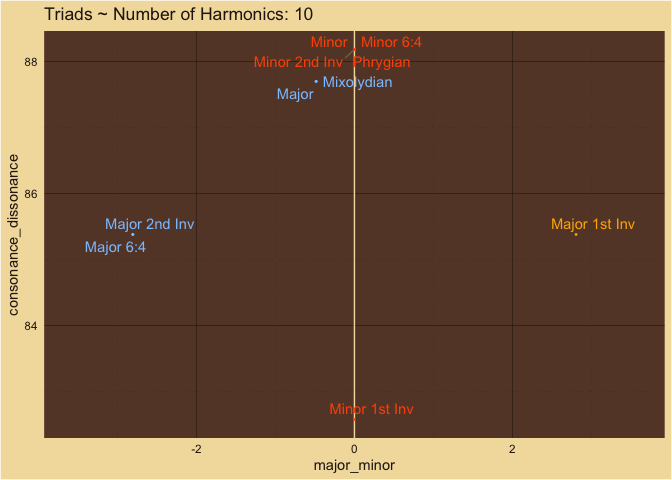 Triads ~ Number of Harmonics: 10
88
86
84
consonance_dissonance
Minor
Minor 6:4
Minor 2nd Inv
Phrygian
Mixolydian
Major
Major 2nd Inv
Major 6:4
Major 1st Inv
Minor 1st Inv
-2
0
2
major_minor